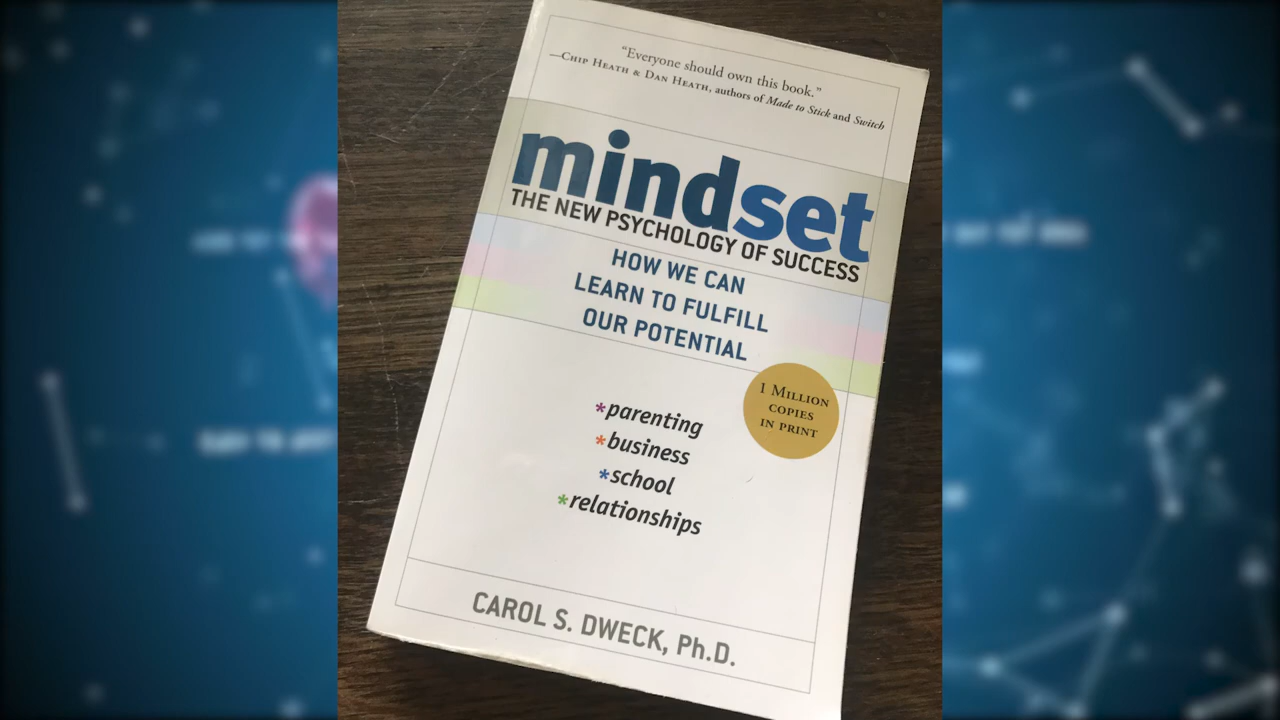 “Everyone should own this book.”
—Chip Heath & Dan Heath, authors of Made to Stick and Switch
mindset
THE NEW PSYCHOLOGY OF SUCCESS
HOW WE CAN
LEARN TO FULFILL
OUR POTENTIAL
1 Million
copies
in print
*parenting
*business
*school
*relationships
CAROL S. DWECK, Ph.D.